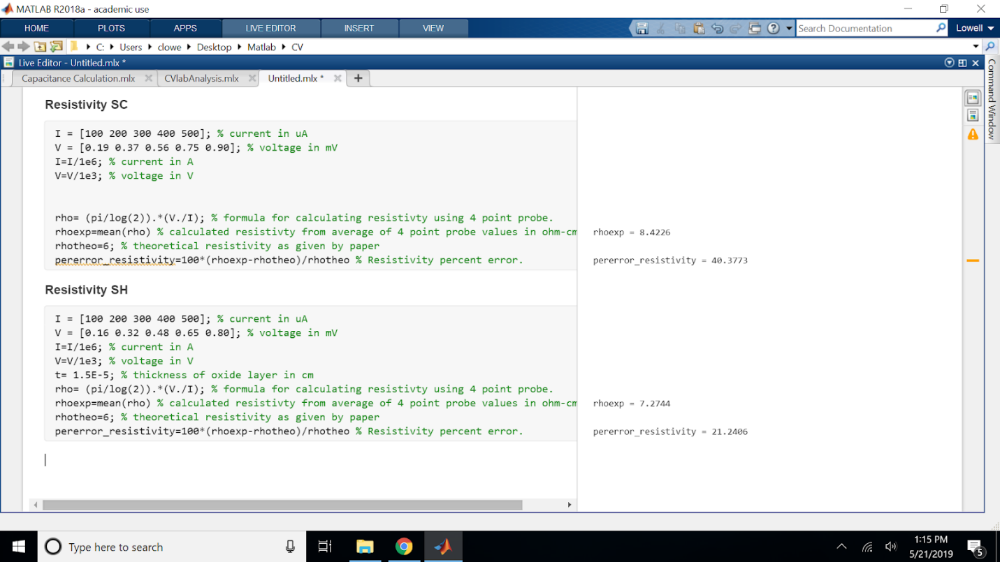 MATLAB R2018a - academic use
HOME PLOTS APPS LIVE EDITOR INSERT VIEW Search Documentation Lowell
C: Users clowe Desktop Matlab CV
Live Editor - Untitled.mlx *
Capacitance Calculation.mlx CVlabAnalysis.mlx Untitled.mlx *
Command Window
Resistivity SC
I = [100 200 300 400 500]; % current in uA
V = [0.19 0.37 0.56 0.75 0.90]; % voltage in mV
I=I/1e6; % current in A
V=V/1e3; % voltage in V
rho= (pi/log(2)).*(V./I); % formula for calculating resistivty using 4 point probe.
rhoexp=mean(rho) % calculated resistivty from average of 4 point probe values in ohm-cm rhoexp = 8.4226
rhotheo=6; % theoretical resistivity as given by paper
pererror_resistivity=100*(rhoexp-rhotheo)/rhotheo % Resistivity percent error. pererror_resistivity = 40.3773
Resistivity SH
I = [100 200 300 400 500]; % current in uA
V = [0.16 0.32 0.48 0.65 0.80]; % voltage in mV
I=I/1e6; % current in A
V=V/1e3; % voltage in V
t= 1.5E-5; % thickness of oxide layer in cm
rho= (pi/log(2)).*(V./I); % formula for calculating resistivty using 4 point probe.
rhoexp=mean(rho) % calculated resistivty from average of 4 point probe values in ohm-cm rhoexp = 7.2744
rhotheo=6; % theoretical resistivity as given by paper
pererror_resistivity=100*(rhoexp-rhotheo)/rhotheo % Resistivity percent error. pererror_resistivity = 21.2406
Type here to search
1:15 PM
5/21/2019
5